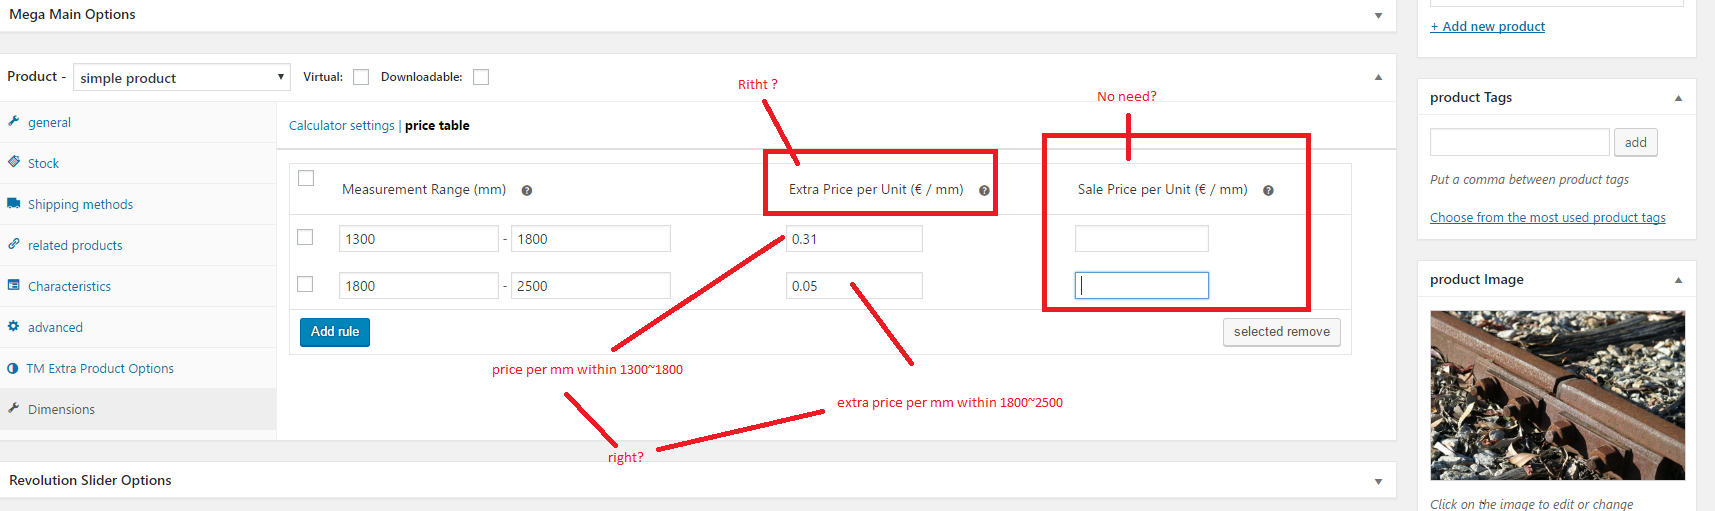 Mega Main Options
+ Add new product
Product - simple product Virtual: Downloadable:
Ritht ?
No need?
product Tags
general
Calculator settings | price table
add
Stock
Measurement Range (mm) ? Extra Price per Unit (€ / mm) ? Sale Price per Unit (€ / mm) ?
Put a comma between product tags
Shipping methods
Choose from the most used product tags
related products
1300 - 1800 0.31
Characteristics
1800 - 2500 0.05
product Image
advanced
Add rule
selected remove
TM Extra Product Options
price per mm within 1300~1800
Dimensions
extra price per mm within 1800~2500
right?
Revolution Slider Options
Click on the image to edit or change